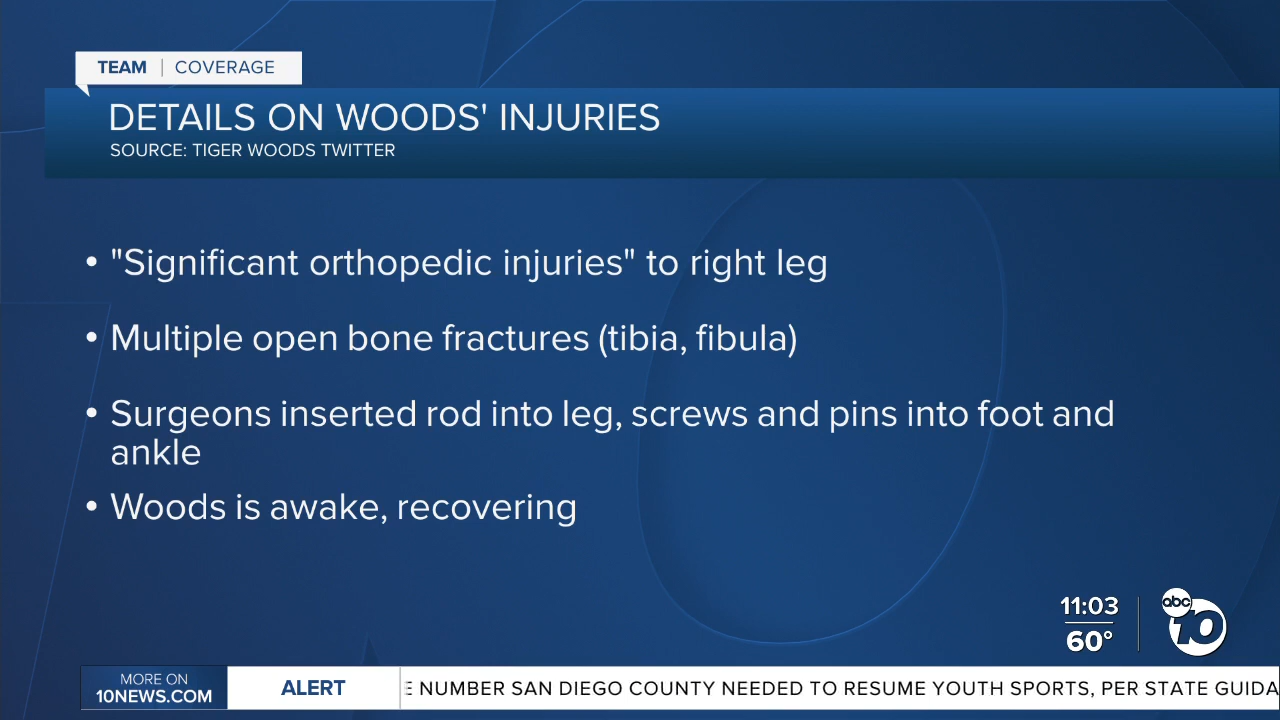 TEAM | COVERAGE
DETAILS ON WOODS' INJURIES
SOURCE: TIGER WOODS TWITTER
• "Significant orthopedic injuries" to right leg
• Multiple open bone fractures (tibia, fibula)
• Surgeons inserted rod into leg, screws and pins into foot and
ankle
• Woods is awake, recovering
11:03
60°
abc
10
MORE ON
10NEWS.COM
ALERT
NUMBER SAN DIEGO COUNTY NEEDED TO RESUME YOUTH SPORTS, PER STATE GUIDA